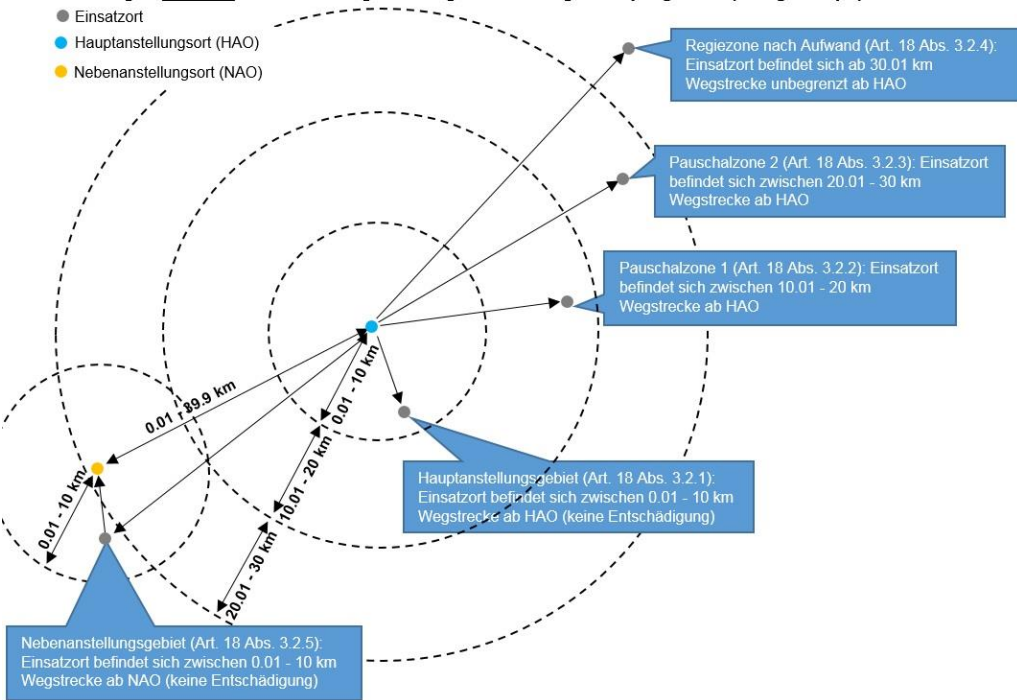 Einsatzort
Hauptanstellungsort (HAO)
Nebenanstellungsort (NAO)
Regiezone nach Aufwand (Art. 18 Abs. 3.2.4):
Einsatzort befindet sich ab 30.01 km
Wegstrecke unbegrenzt ab HAO
Pauschalzone 2 (Art. 18 Abs. 3.2.3): Einsatzort
befindet sich zwischen 20.01 - 30 km
Wegstrecke ab HAO
Pauschalzone 1 (Art. 18 Abs. 3.2.2): Einsatzort
befindet sich zwischen 10.01 - 20 km
Wegstrecke ab HAO
0.01 - 39.9 km
0.01 - 10 km
10.01 - 20 km
20.01 - 30 km
0.01 - 10 km
Hauptanstellungsgebiet (Art. 18 Abs. 3.2.1):
Einsatzort befindet sich zwischen 0.01 - 10 km
Wegstrecke ab HAO (keine Entschädigung)
Nebenanstellungsgebiet (Art. 18 Abs. 3.2.5):
Einsatzort befindet sich zwischen 0.01 - 10 km
Wegstrecke ab NAO (keine Entschädigung)